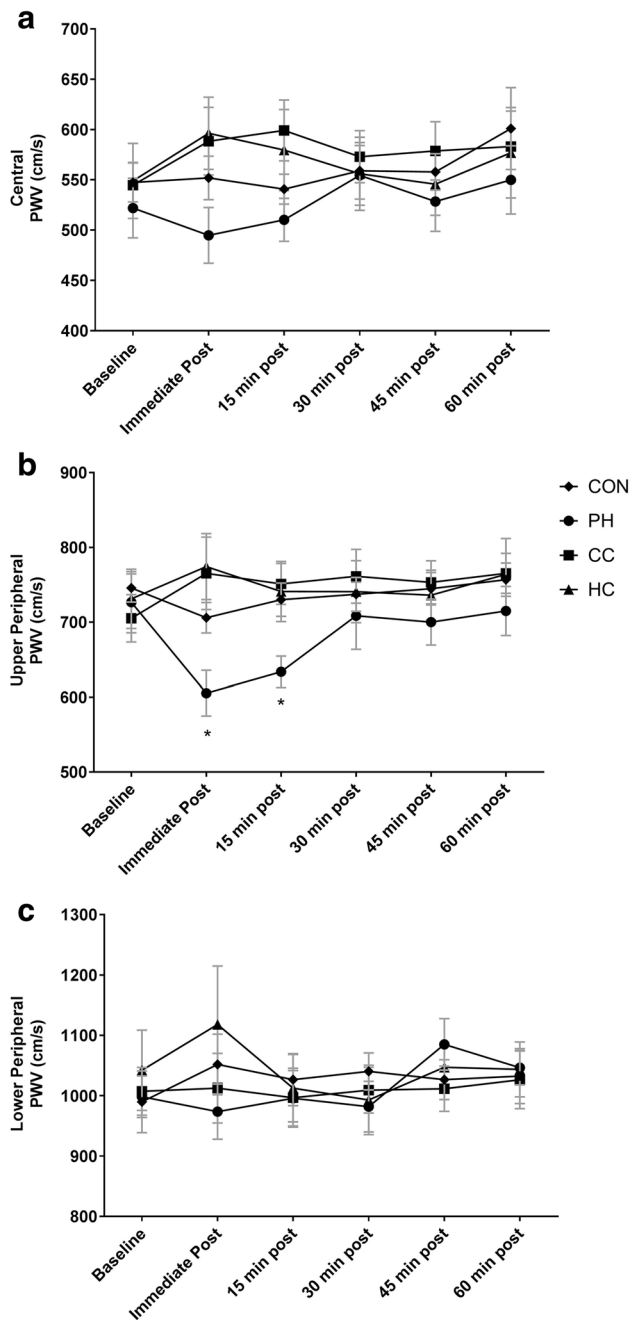 a
700
650
600
550
500
450
400
Central
PWV (cm/s)
Baseline
Immediate Post
15 min post
30 min post
45 min post
60 min post
b
900
800
700
600
500
Upper Peripheral
PWV (cm/s)
*
*
Baseline
Immediate Post
15 min post
30 min post
45 min post
60 min post
CON
PH
CC
HC
c
1300
1200
1100
1000
900
800
Lower Peripheral
PWV (cm/s)
Baseline
Immediate Post
15 min post
30 min post
45 min post
60 min post